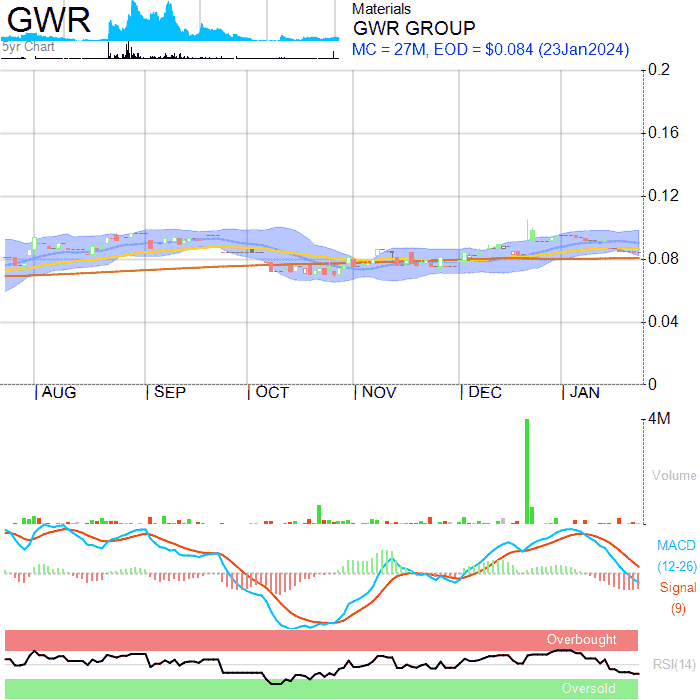 GWR
5yr Chart
Materials
GWR GROUP
MC = 27M, EOD = $0.084 (23Jan2024)
0.2
0.16
0.12
0.08
0.04
0
AUG
SEP
OCT
NOV
DEC
JAN
4M
Volume
MACD
(12-26)
Signal
(9)
Overbought
RSI(14)
Oversold